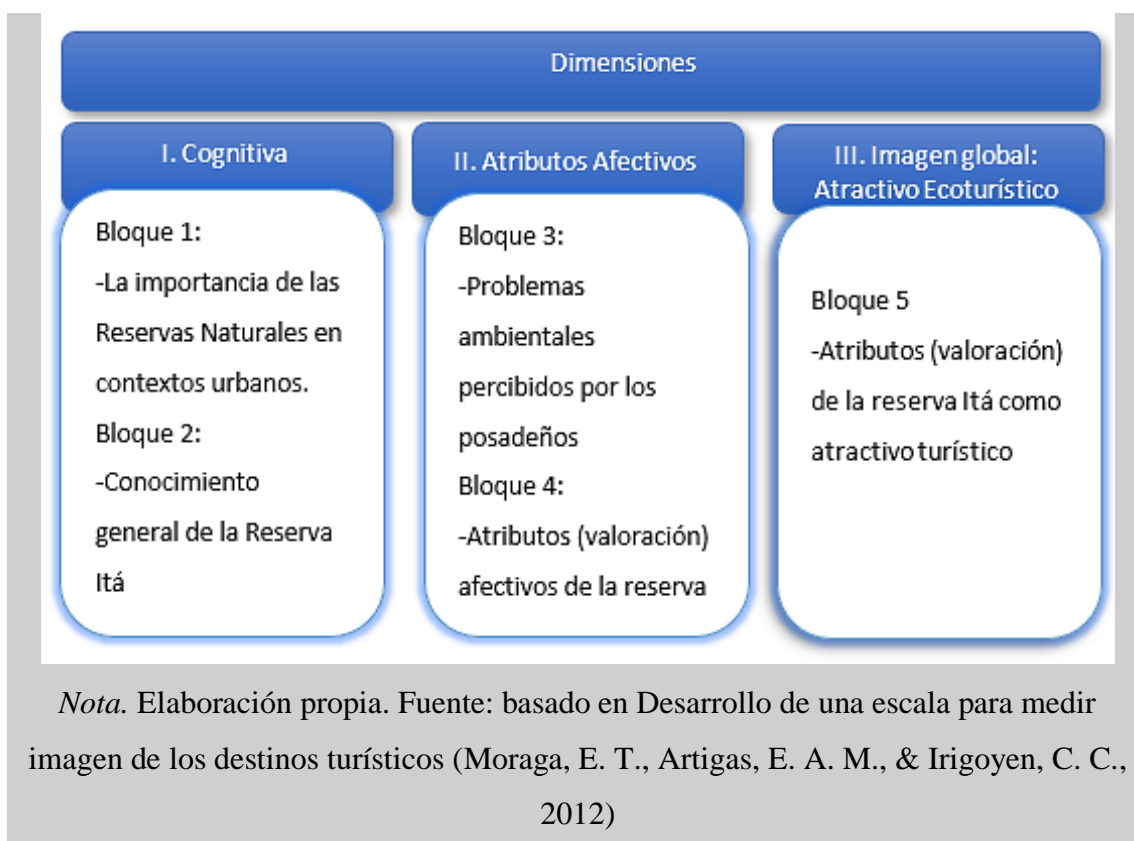 Dimensiones
I. Cognitiva
Bloque 1:
-La importancia de las
Reservas Naturales en
contextos urbanos.
Bloque 2:
-Conocimiento
general de la Reserva
Itá
II. Atributos Afectivos
Bloque 3:
-Problemas
ambientales
percibidos por los
posadeños
Bloque 4:
-Atributos (valoración)
afectivos de la reserva
III. Imagen global:
Atractivo Ecoturístico
Bloque 5
-Atributos (valoración)
de la reserva Itá como
atractivo turístico
Nota. Elaboración propia. Fuente: basado en Desarrollo de una escala para medir
imagen de los destinos turísticos (Moraga, E. T., Artigas, E. A. M., & Irigoyen, C. C.,
2012)